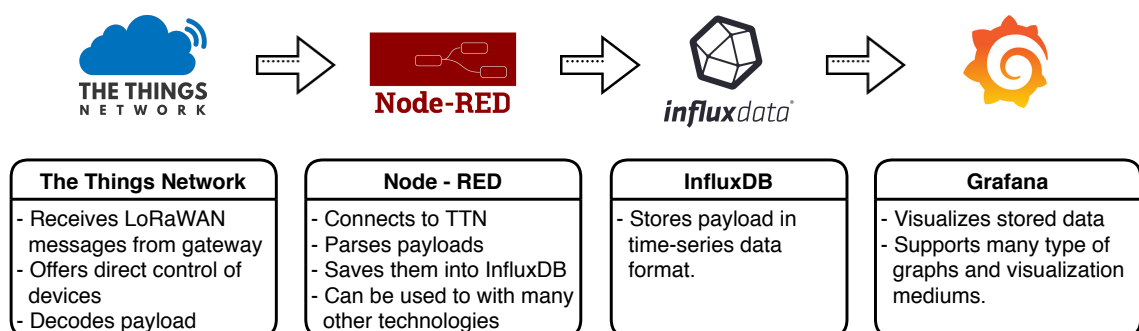 THE THINGS
NETWORK
Node-RED
influxdata®
The Things Network
- Receives LoRaWAN
messages from gateway
- Offers direct control of
devices
- Decodes payload
Node - RED
- Connects to TTN
- Parses payloads
- Saves them into InfluxDB
- Can be used to with many
other technologies
InfluxDB
- Stores payload in
time-series data
format.
Grafana
- Visualizes stored data
- Supports many type of
graphs and visualization
mediums.